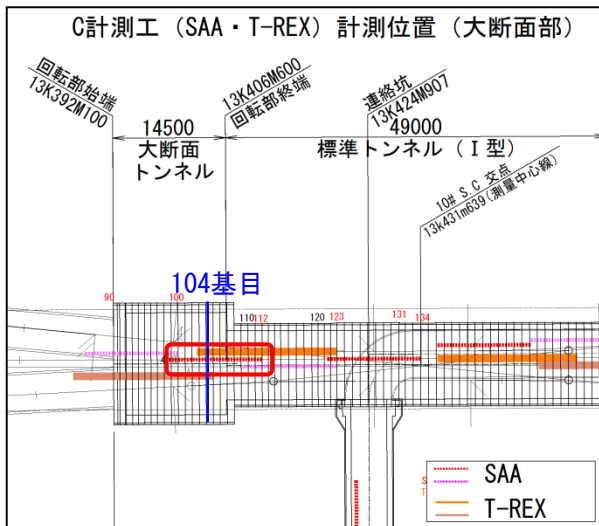 C計測工（SAA・T-REX）計測位置（大断面部）
回転部始端
13K392M100
13K406M600
回転部終端
連絡坑
13K424M907
14500
大断面
トンネル
49000
標準トンネル（Ⅰ型）
10# S.C 交点
13k431m639(測量中心線)
104基目
90
100
110
112
120
123
131
134
SAA
T-REX